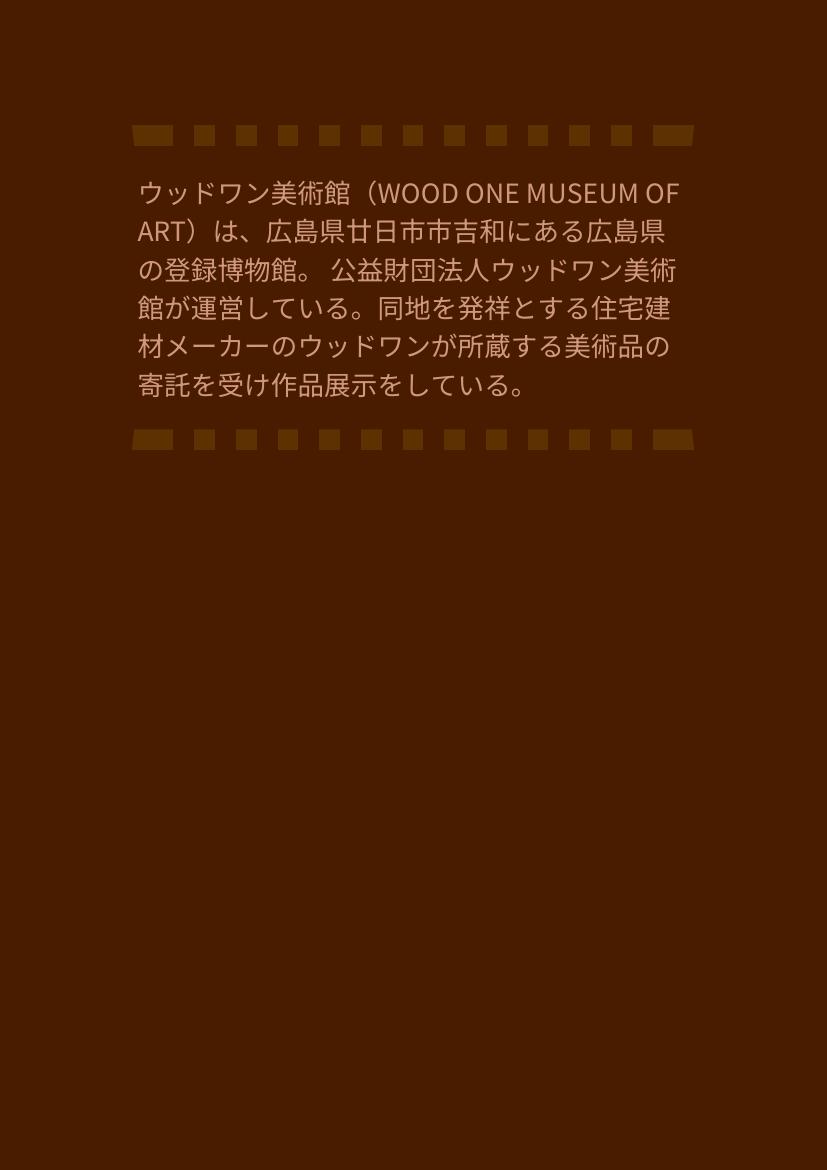 ウッドワン美術館（WOOD ONE MUSEUM OF
ART）は、広島県廿日市市吉和にある広島県
の登録博物館。 公益財団法人ウッドワン美術
館が運営している。同地を発祥とする住宅建
材メーカーのウッドワンが所蔵する美術品の
寄託を受け作品展示をしている。